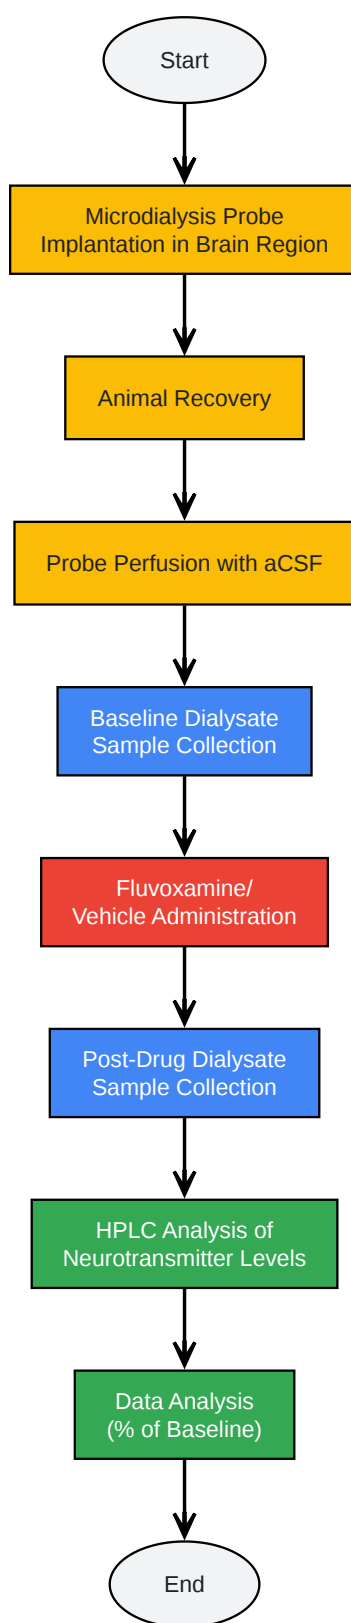 Start
Microdialysis Probe
Implantation in Brain Region
Animal Recovery
Probe Perfusion with aCSF
Baseline Dialysate
Sample Collection
Fluvoxamine/
Vehicle Administration
Post-Drug Dialysate
Sample Collection
HPLC Analysis of
Neurotransmitter Levels
Data Analysis
(% of Baseline)
End